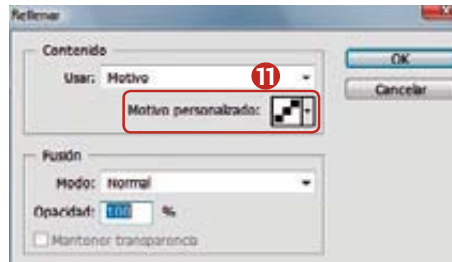 Rellenar
Contenido
OK
Usar: Motivo
11
Cancelar
Motivo personalizado:
Fusión
Modo: Normal
Opacidad: 100 %
Mantener transparencia